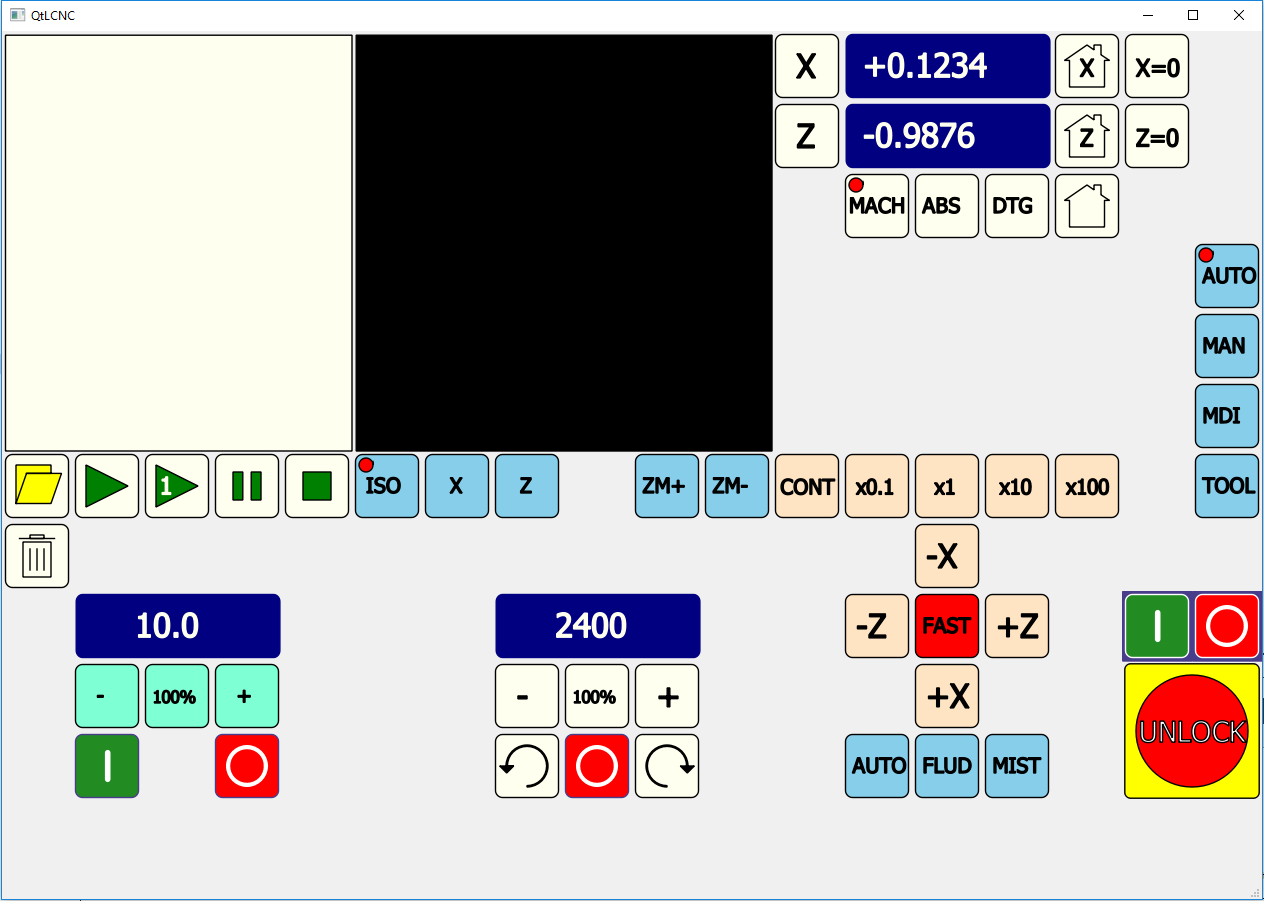 QtLCNC
X +0.1234 X X=0
Z -0.9876 Z Z=0
MACH ABS DTG
AUTO
MAN
MDI
1 ISO X Z ZM+ ZM- CONT x0.1 x1 x10 x100 TOOL
-X
10.0 2400 -Z FAST +Z
- 100% + - 100% + +X
UNLOCK
AUTO FLUD MIST